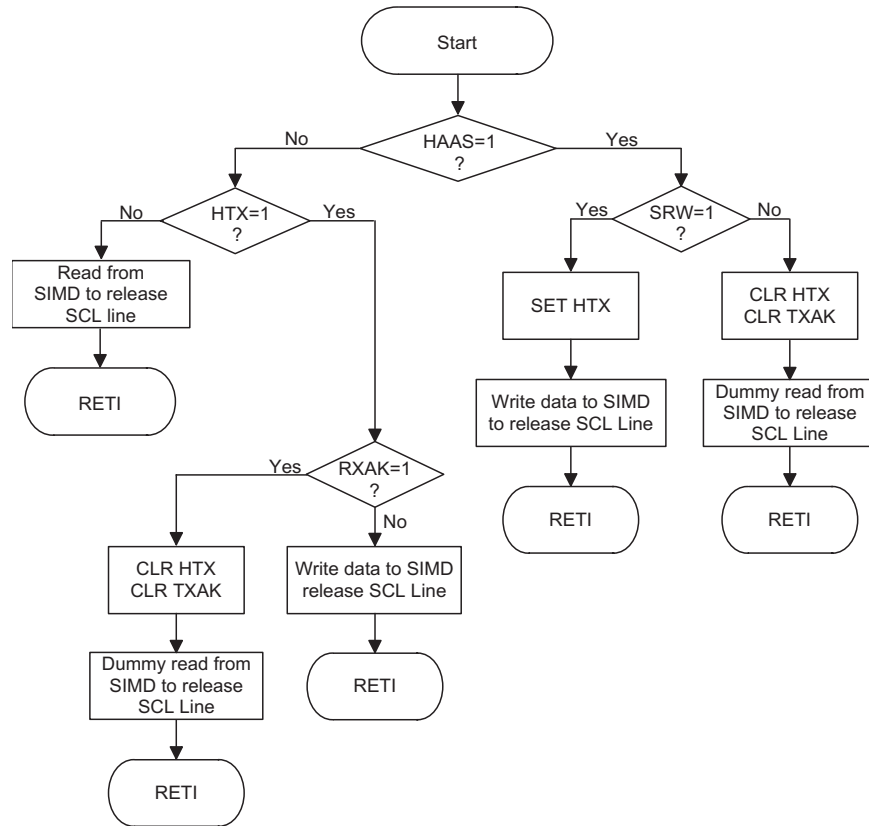 Start
No
HAAS=1
?
Yes
No
HTX=1
?
Yes
Yes
SRW=1
?
No
Read from
SIMD to release
SCL line
SET HTX
CLR HTX
CLR TXAK
RETI
Write data to SIMD
to release SCL Line
Dummy read from
SIMD to release
SCL Line
Yes
RXAK=1
?
No
RETI
RETI
CLR HTX
CLR TXAK
Write data to SIMD
release SCL Line
Dummy read from
SIMD to release
SCL Line
RETI
RETI